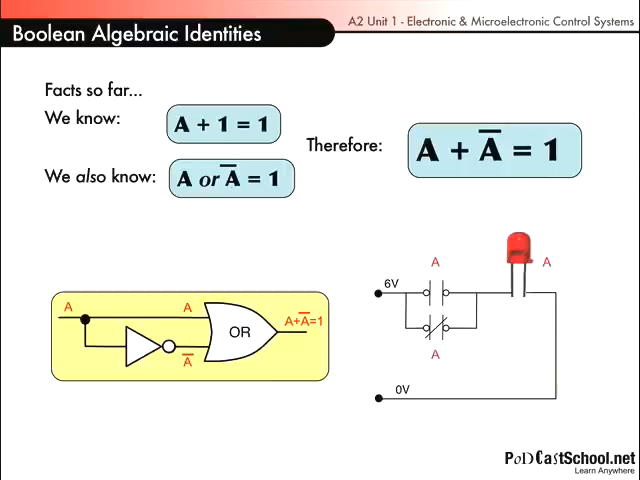 A2 Unit 1 - Electronic & Microelectronic Control Systems
Boolean Algebraic Identities
Facts so far...
We know:
A + 1 = 1
We also know:
A or A̅ = 1
Therefore:
A + A̅ = 1
A
A
OR
A+A̅=1
A̅
A
A
6V
A
0V
PoDCastSchool.net
Learn Anywhere